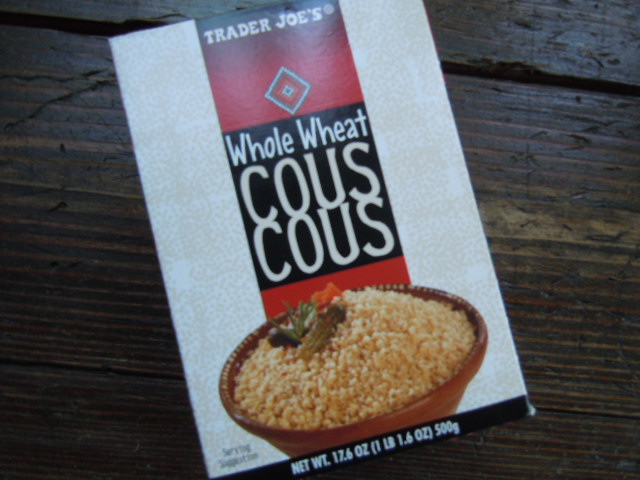 TRADER JOE'S®
Whole Wheat
COUS
COUS
Serving
Suggestion
NET WT. 17.6 OZ (1 LB 1.6 OZ) 500g